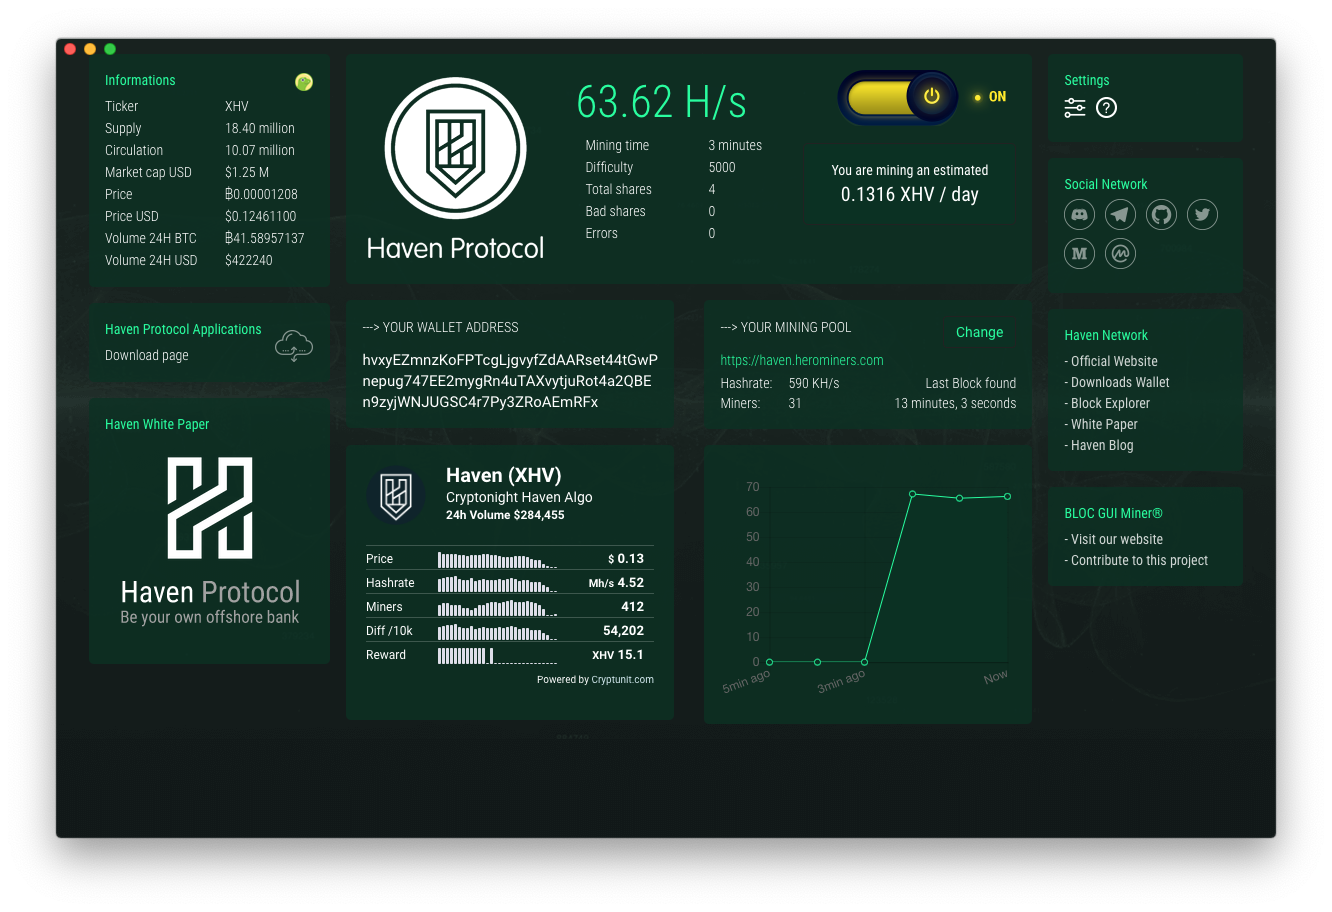 Informations
Ticker XHV
Supply 18.40 million
Circulation 10.07 million
Market cap USD $1.25 M
Price ₿0.00001208
Price USD $0.12461100
Volume 24H BTC ₿41.58957137
Volume 24H USD $422240
Haven Protocol Applications
Download page
Haven White Paper
Haven Protocol
Be your own offshore bank
Haven Protocol
63.62 H/s
Mining time 3 minutes
Difficulty 5000
Total shares 4
Bad shares 0
Errors 0
ON
You are mining an estimated
0.1316 XHV / day
---> YOUR WALLET ADDRESS
hvxyEZmnzKoFPTcgLjgvyfZdAARset44tGwP
nepug747EE2mygRn4uTAXvytjuRot4a2QBE
n9zyjWNJUGSC4r7Py3ZRoAEmRFx
---> YOUR MINING POOL
Change
https://haven.herominers.com
Hashrate: 590 KH/s Last Block found
Miners: 31 13 minutes, 3 seconds
Haven (XHV)
Cryptonight Haven Algo
24h Volume $284,455
Price $ 0.13
Hashrate Mh/s 4.52
Miners 412
Diff /10k 54,202
Reward XHV 15.1
Powered by Cryptunit.com
70
60
50
40
30
20
10
0
5min ago 3min ago Now
Settings
Social Network
Haven Network
- Official Website
- Downloads Wallet
- Block Explorer
- White Paper
- Haven Blog
BLOC GUI Miner®
- Visit our website
- Contribute to this project